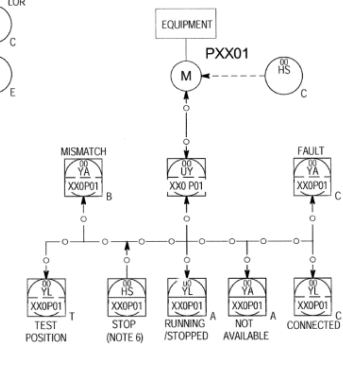 LOR
C
E
EQUIPMENT
PXX01
M
00
HS
C
MISMATCH
00
YA
XX0P01
B
00
UY
XX0 P01
FAULT
00
YA
XX0P01
C
00
YL
XX0P01
T
TEST
POSITION
00
HS
XX0P01
STOP
(NOTE 6)
00
YL
XX0P01
A
RUNNING
/STOPPED
00
YA
XX0P01
A
NOT
AVAILABLE
00
YL
XX0P01
C
CONNECTED